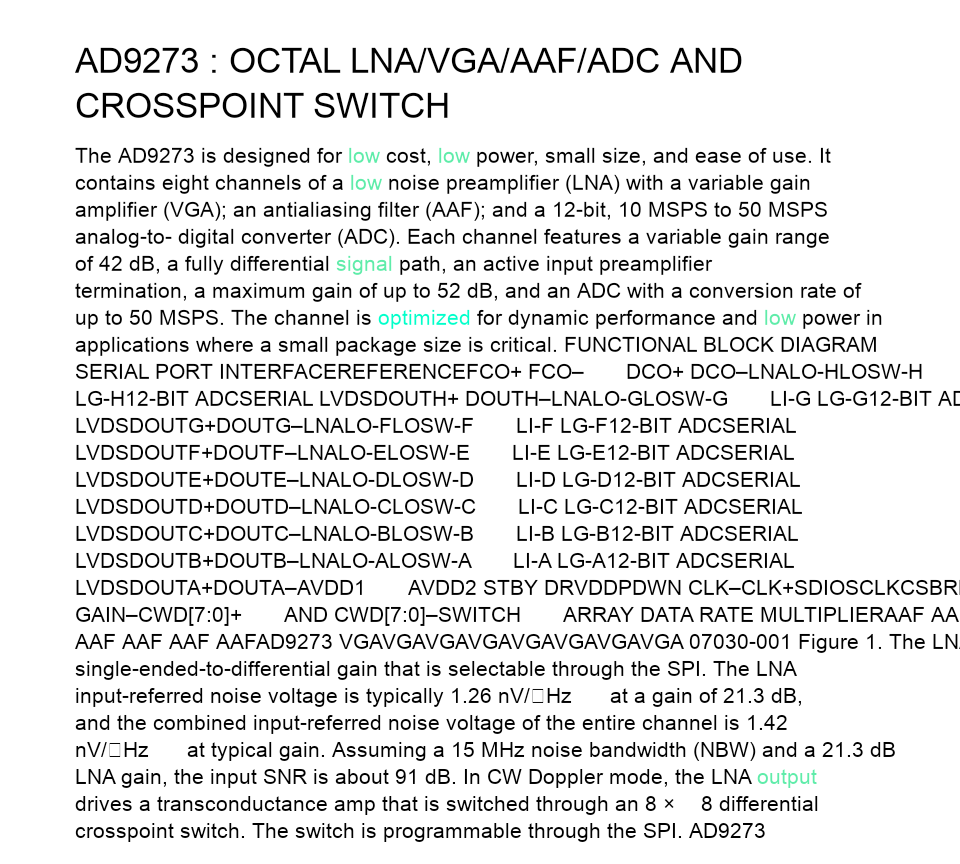 AD9273 : OCTAL LNA/VGA/AAF/ADC AND
CROSSPOINT SWITCH
The AD9273 is designed for low cost, low power, small size, and ease of use. It
contains eight channels of a low noise preamplifier (LNA) with a variable gain
amplifier (VGA); an antialiasing filter (AAF); and a 12-bit, 10 MSPS to 50 MSPS
analog-to- digital converter (ADC). Each channel features a variable gain range
of 42 dB, a fully differential signal path, an active input preamplifier
termination, a maximum gain of up to 52 dB, and an ADC with a conversion rate of
up to 50 MSPS. The channel is optimized for dynamic performance and low power in
applications where a small package size is critical. FUNCTIONAL BLOCK DIAGRAM
SERIAL PORT INTERFACEREFERENCEFCO+ FCO– DCO+ DCO–LNALO-HLOSW-H
LG-H12-BIT ADCSERIAL LVDSDOUTH+ DOUTH–LNALO-GLOSW-G LI-G LG-G12-BIT AD
LVDSDOUTG+DOUTG–LNALO-FLOSW-F LI-F LG-F12-BIT ADCSERIAL
LVDSDOUTF+DOUTF–LNALO-ELOSW-E LI-E LG-E12-BIT ADCSERIAL
LVDSDOUTE+DOUTE–LNALO-DLOSW-D LI-D LG-D12-BIT ADCSERIAL
LVDSDOUTD+DOUTD–LNALO-CLOSW-C LI-C LG-C12-BIT ADCSERIAL
LVDSDOUTC+DOUTC–LNALO-BLOSW-B LI-B LG-B12-BIT ADCSERIAL
LVDSDOUTB+DOUTB–LNALO-ALOSW-A LI-A LG-A12-BIT ADCSERIAL
LVDSDOUTA+DOUTA–AVDD1 AVDD2 STBY DRVDDPDWN CLK–CLK+SDIOSCLKCSBR
GAIN–CWD[7:0]+ AND CWD[7:0]–SWITCH ARRAY DATA RATE MULTIPLIERAAF AA
AAF AAF AAF AAFAD9273 VGAVGAVGAVGAVGAVGAVGAVGA 07030-001 Figure 1. The LN
single-ended-to-differential gain that is selectable through the SPI. The LNA
input-referred noise voltage is typically 1.26 nV/□Hz at a gain of 21.3 dB,
and the combined input-referred noise voltage of the entire channel is 1.42
nV/□Hz at typical gain. Assuming a 15 MHz noise bandwidth (NBW) and a 21.3 dB
LNA gain, the input SNR is about 91 dB. In CW Doppler mode, the LNA output
drives a transconductance amp that is switched through an 8 × 8 differential
crosspoint switch. The switch is programmable through the SPI. AD9273